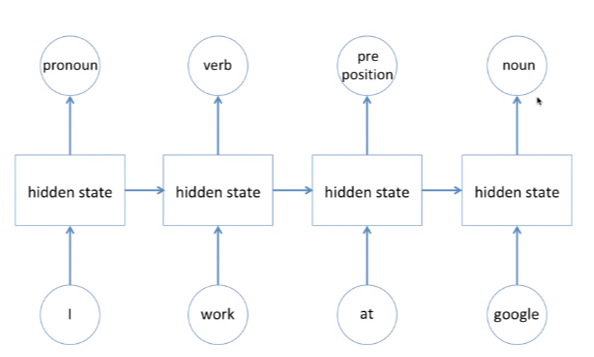 pronoun
verb
pre
position
noun
hidden state
hidden state
hidden state
hidden state
I
work
at
google